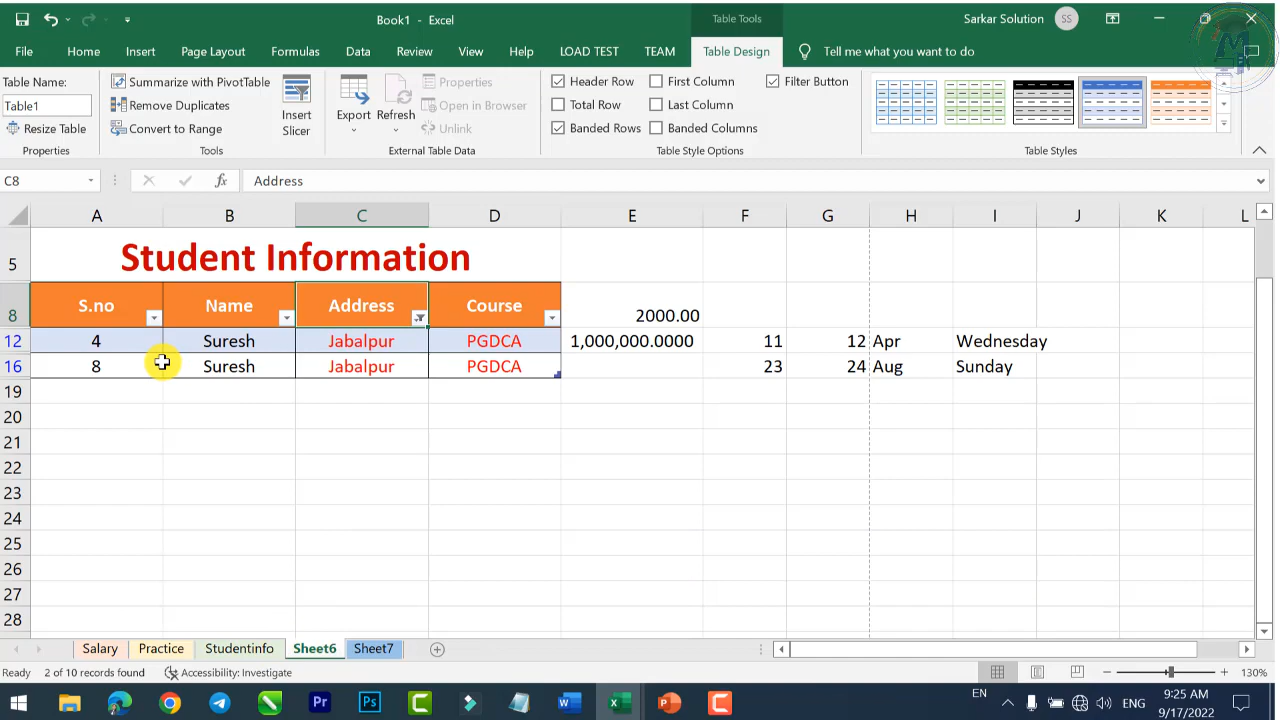 Book1 - Excel
Table Tools
Sarkar Solution
SS
File Home Insert Page Layout Formulas Data Review View Help LOAD TEST TEAM Table Design Tell me what you want to do
Table Name:
Table1
Resize Table
Properties
Summarize with PivotTable
Remove Duplicates
Convert to Range
Tools
Insert
Slicer
Export
Refresh
Properties
Open in Browser
Unlink
External Table Data
Header Row First Column Filter Button
Total Row Last Column
Banded Rows Banded Columns
Table Style Options
Table Styles
C8 fx Address
A B C D E F G H I J K L
5 Student Information
8 S.no Name Address Course 2000.00
12 4 Suresh Jabalpur PGDCA 1,000,000.0000 11 12 Apr Wednesday
16 8 Suresh Jabalpur PGDCA 23 24 Aug Sunday
19
20
21
22
23
24
25
26
27
28
Salary Practice Studentinfo Sheet6 Sheet7
Ready 2 of 10 records found Accessibility: Investigate 130%
EN
ENG
9:25 AM
9/17/2022